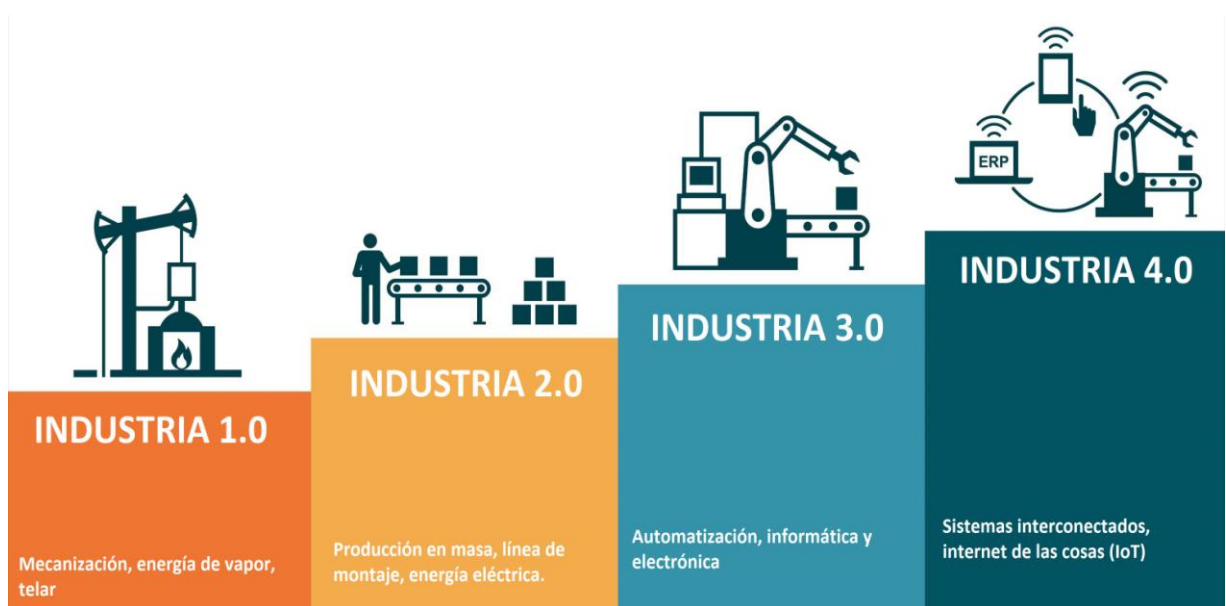 INDUSTRIA 1.0
Mecanización, energía de vapor,
telar
INDUSTRIA 2.0
Producción en masa, línea de
montaje, energía eléctrica.
INDUSTRIA 3.0
Automatización, informática y
electrónica
ERP
INDUSTRIA 4.0
Sistemas interconectados,
internet de las cosas (IoT)